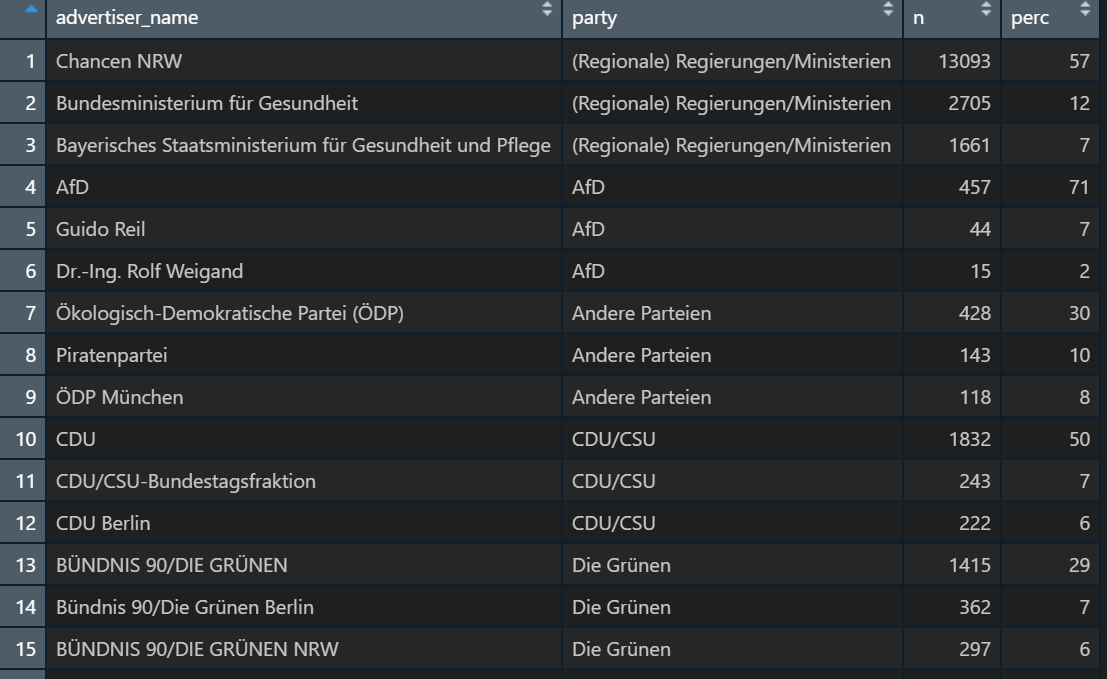 advertiser_name party n perc
1 Chancen NRW (Regionale) Regierungen/Ministerien 13093 57
2 Bundesministerium für Gesundheit (Regionale) Regierungen/Ministerien 2705 12
3 Bayerisches Staatsministerium für Gesundheit und Pflege (Regionale) Regierungen/Ministerien 1661 7
4 AfD AfD 457 71
5 Guido Reil AfD 44 7
6 Dr.-Ing. Rolf Weigand AfD 15 2
7 Ökologisch-Demokratische Partei (ÖDP) Andere Parteien 428 30
8 Piratenpartei Andere Parteien 143 10
9 ÖDP München Andere Parteien 118 8
10 CDU CDU/CSU 1832 50
11 CDU/CSU-Bundestagsfraktion CDU/CSU 243 7
12 CDU Berlin CDU/CSU 222 6
13 BÜNDNIS 90/DIE GRÜNEN Die Grünen 1415 29
14 Bündnis 90/Die Grünen Berlin Die Grünen 362 7
15 BÜNDNIS 90/DIE GRÜNEN NRW Die Grünen 297 6